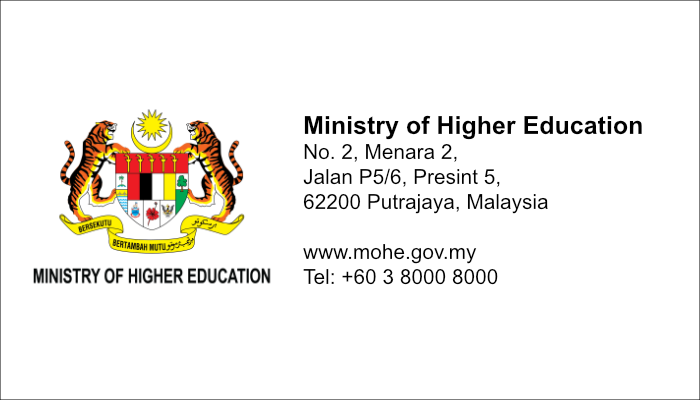 BERSEKUTU
BERTAMBAH MUTU
MINISTRY OF HIGHER EDUCATION
Ministry of Higher Education
No. 2, Menara 2,
Jalan P5/6, Presint 5,
62200 Putrajaya, Malaysia
www.mohe.gov.my
Tel: +60 3 8000 8000